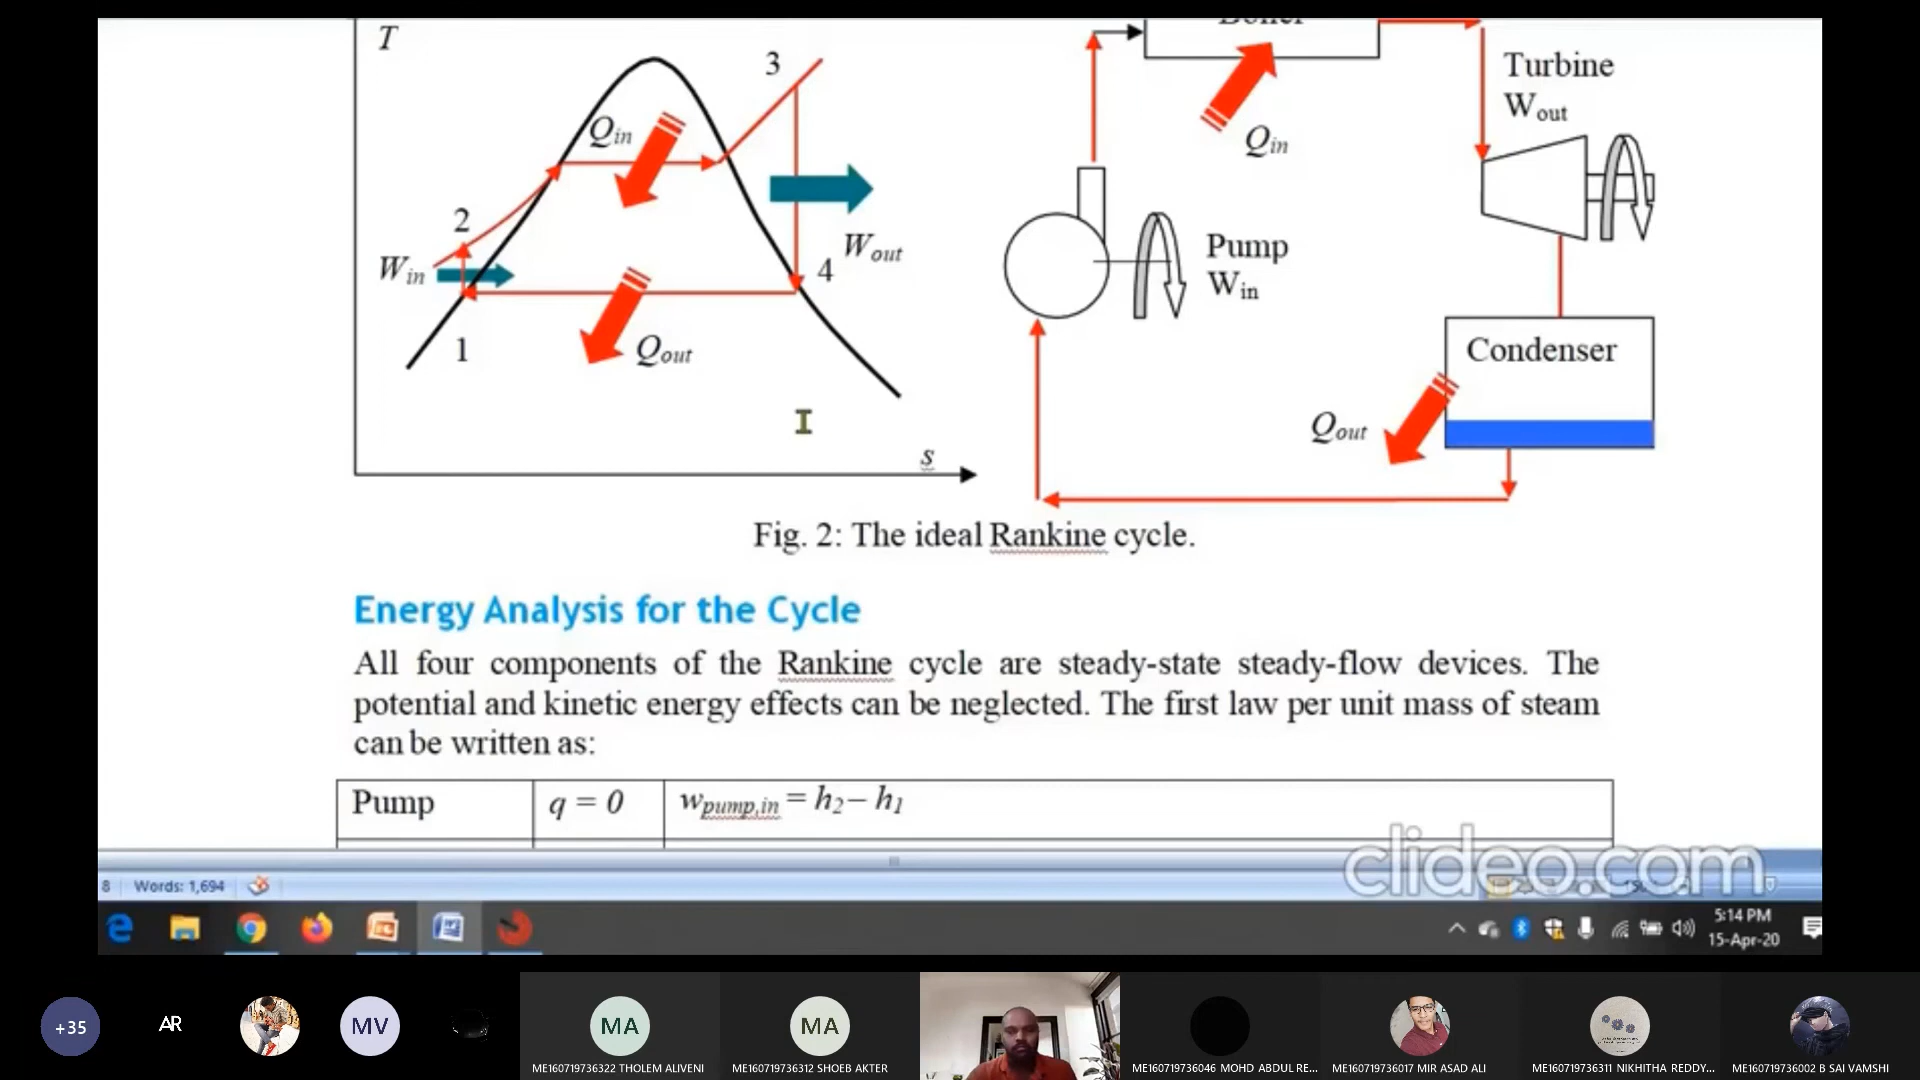 T
3
Boiler
Turbine
Wout
Qin
Qin
2
Win
Wout
4
Pump
Win
1
Qout
Condenser
Qout
s
Fig. 2: The ideal Rankine cycle.
Energy Analysis for the Cycle
All four components of the Rankine cycle are steady-state steady-flow devices. The
potential and kinetic energy effects can be neglected. The first law per unit mass of steam
can be written as:
Pump q = 0 wpump,in = h2 – h1
clideo.com
8 Words: 1,694
5:14 PM
15-Apr-20
+35
AR
MV
MA
MA
ME160719736322 THOLEM ALIVENI
ME160719736312 SHOEB AKTER
ME160719736046 MOHD ABDUL RE...
ME160719736017 MIR ASAD ALI
ME160719736311 NIKHITHA REDDY...
ME160719736002 B SAI VAMSHI